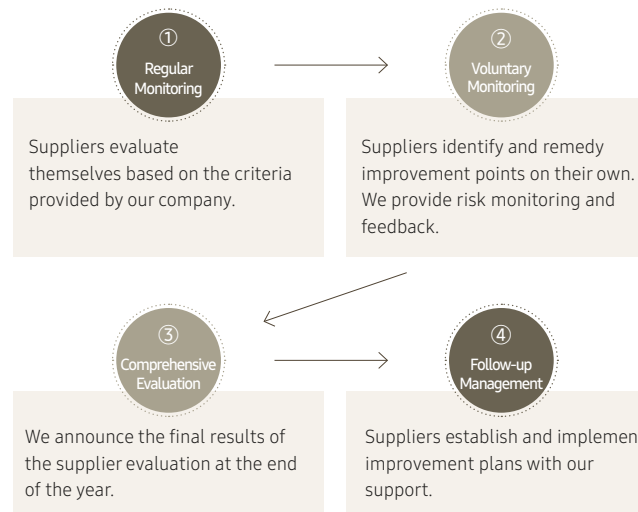 ①
Regular
Monitoring
Suppliers evaluate
themselves based on the criteria
provided by our company.
②
Voluntary
Monitoring
Suppliers identify and remedy
improvement points on their own.
We provide risk monitoring and
feedback.
③
Comprehensive
Evaluation
We announce the final results of
the supplier evaluation at the end
of the year.
④
Follow-up
Management
Suppliers establish and implemen
improvement plans with our
support.